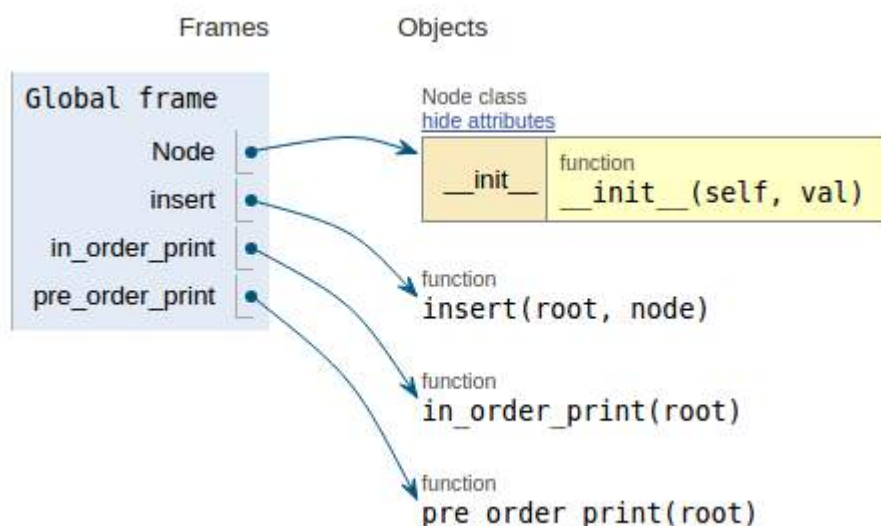 Frames Objects
Global frame
Node
insert
in_order_print
pre_order_print
Node class
hide attributes
__init__
function
__init__(self, val)
function
insert(root, node)
function
in_order_print(root)
function
pre_order_print(root)